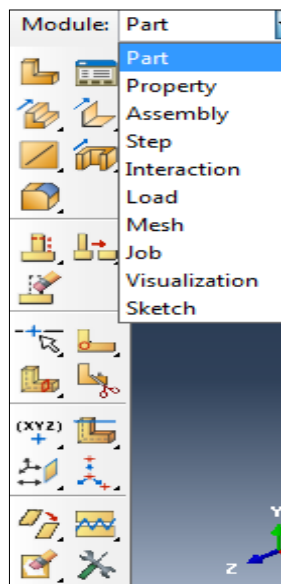 Module: Part
Part
Property
Assembly
Step
Interaction
Load
Mesh
Job
Visualization
Sketch
(XYZ)
Y
Z